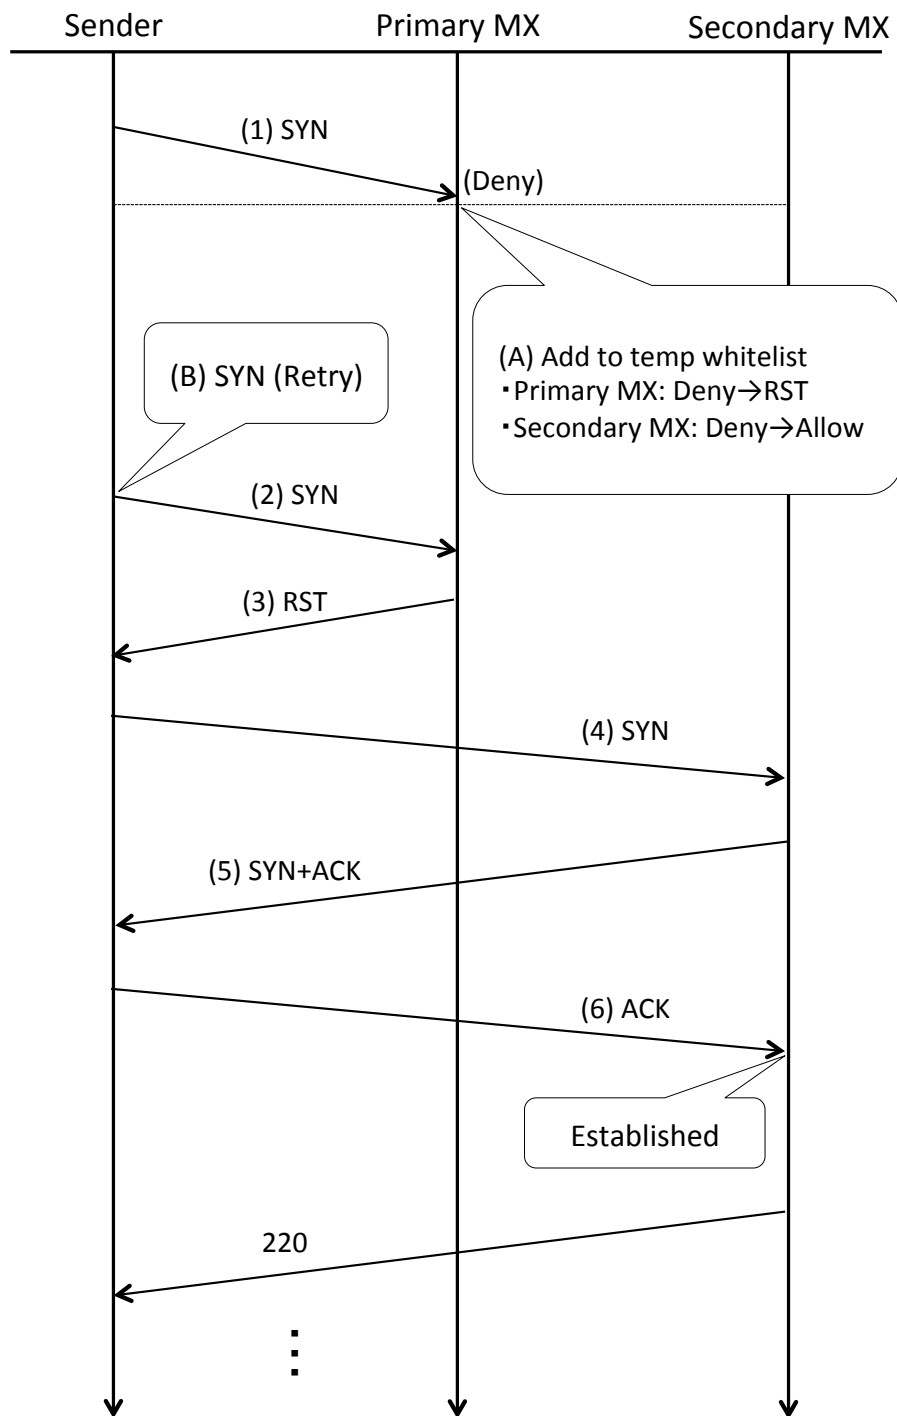 Sender
Primary MX
Secondary MX
(1) SYN
(Deny)
(A) Add to temp whitelist
・Primary MX: Deny→RST
・Secondary MX: Deny→Allow
(B) SYN (Retry)
(2) SYN
(3) RST
(4) SYN
(5) SYN+ACK
(6) ACK
Established
220
⋮